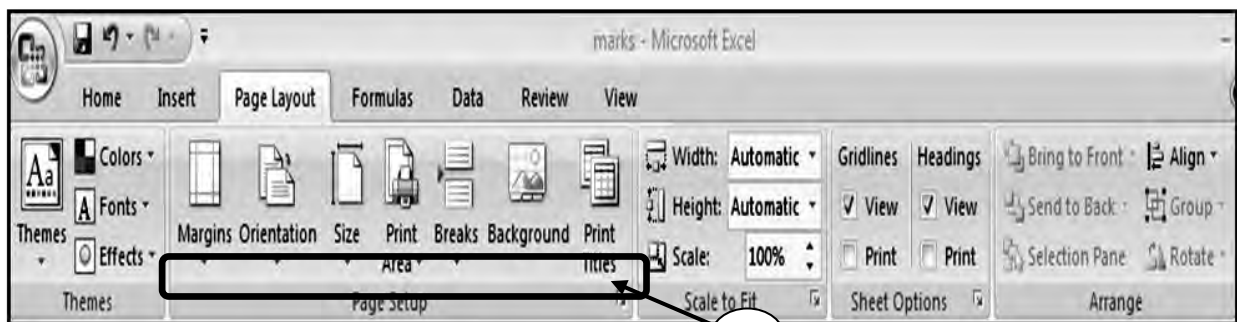 marks - Microsoft Excel
Home Insert Page Layout Formulas Data Review View
Aa
Themes
Colors
A Fonts
Effects
Themes
Margins Orientation Size Print Area Breaks Background Print Titles
Page Setup
Width: Automatic
Height: Automatic
Scale: 100%
Scale to Fit
Gridlines Headings
View View
Print Print
Sheet Options
Bring to Front
Send to Back
Selection Pane
Align
Group
Rotate
Arrange